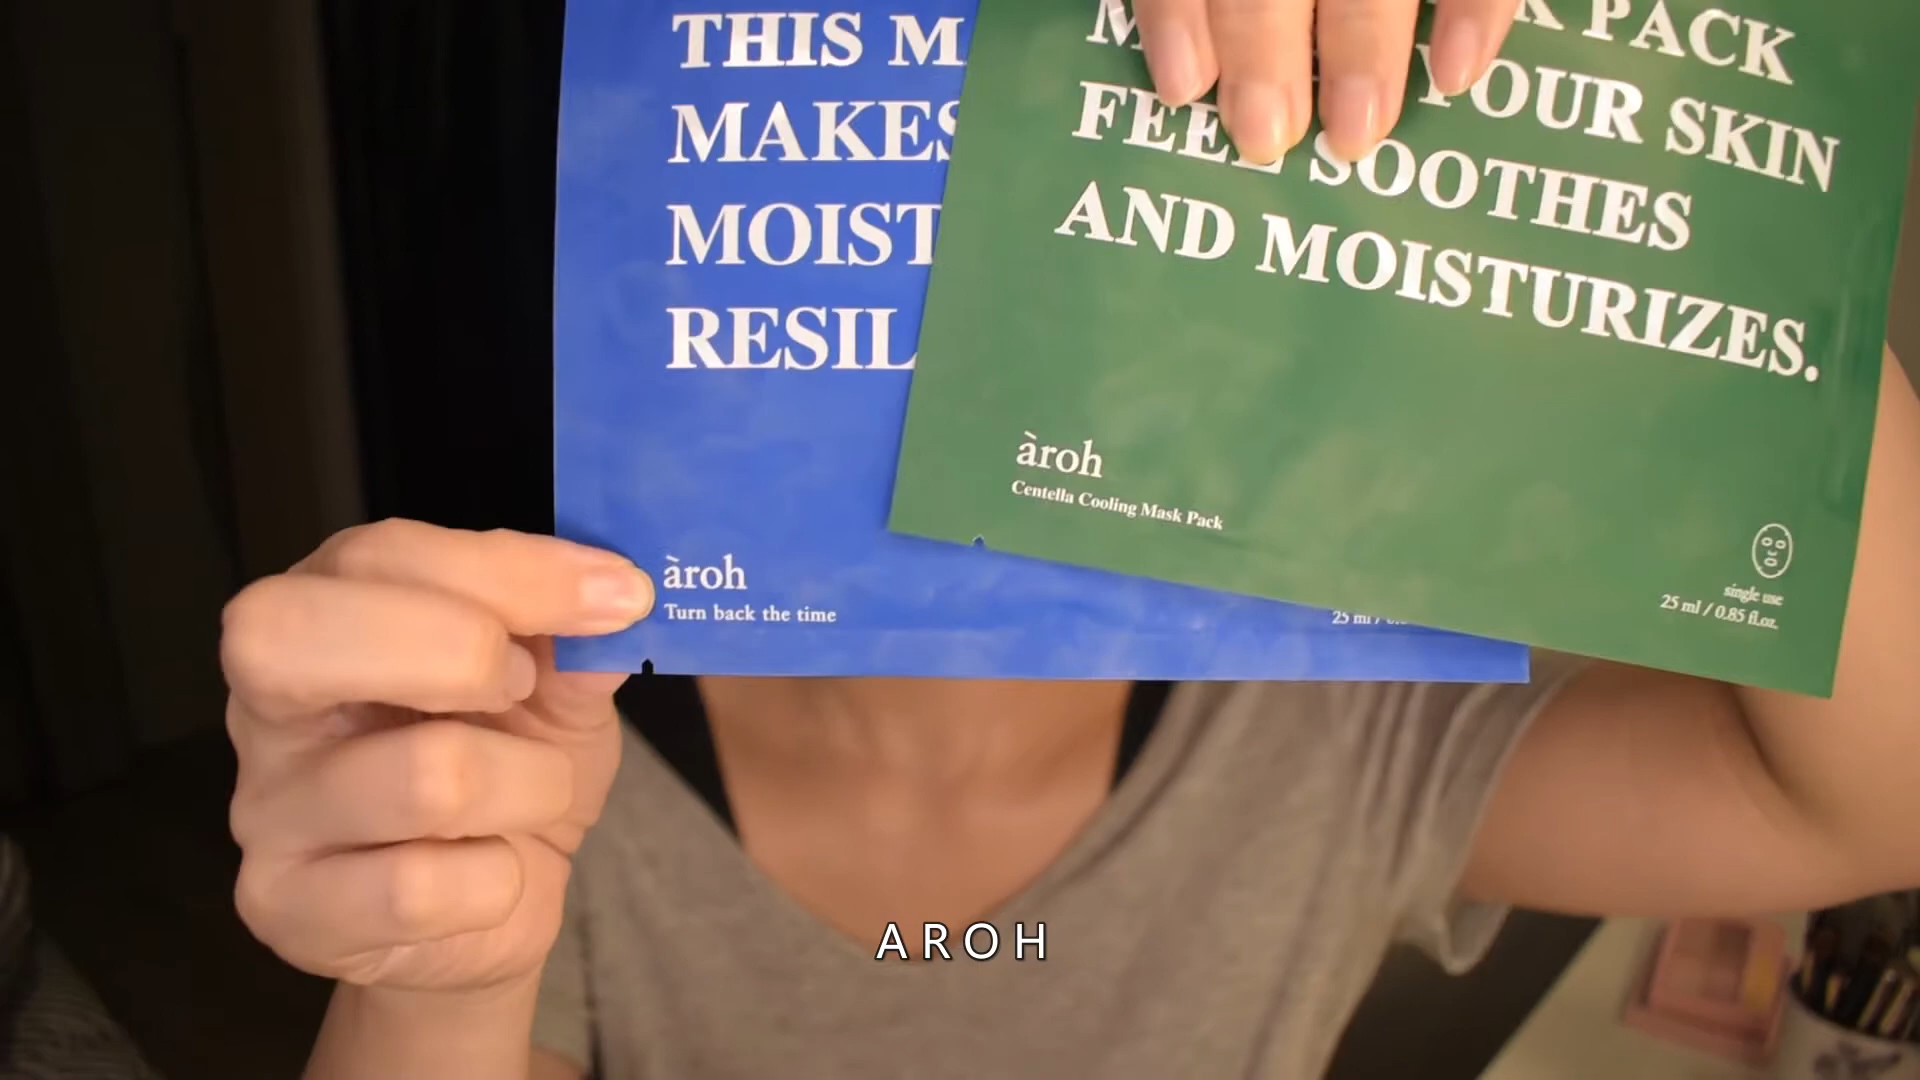 THIS
MAKES
MOIST
RESIL
àroh
Turn back the time
25 ml /
PACK
YOUR SKIN
FEEL SOOTHES
AND MOISTURIZES.
àroh
Centella Cooling Mask Pack
single use
25 ml / 0.85 fl.oz.
AROH